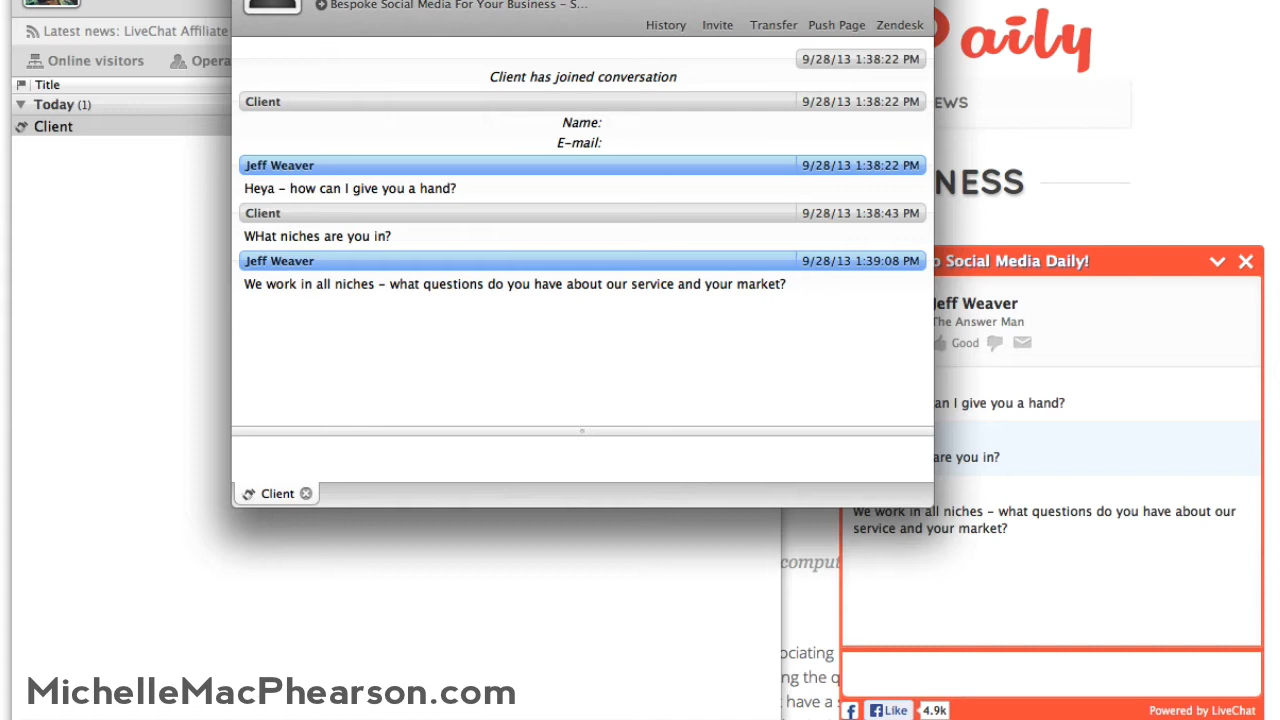 Bespoke Social Media For Your Business - S...
Latest news: LiveChat Affiliate
History Invite Transfer Push Page Zendesk
Daily
Online visitors Opera
9/28/13 1:38:22 PM
Client has joined conversation
Title
Today (1)
Client 9/28/13 1:38:22 PM
EWS
Client
Name:
E-mail:
Jeff Weaver 9/28/13 1:38:22 PM
Heya - how can I give you a hand?
NESS
Client 9/28/13 1:38:43 PM
WHat niches are you in?
Jeff Weaver 9/28/13 1:39:08 PM
We work in all niches - what questions do you have about our service and your market?
o Social Media Daily!
Jeff Weaver
The Answer Man
Good
an I give you a hand?
are you in?
Client
We work in all niches - what questions do you have about our
service and your market?
comput
ociating
ing the q
have a s
MichelleMacPhearson.com
Like 4.9k
Powered by LiveChat